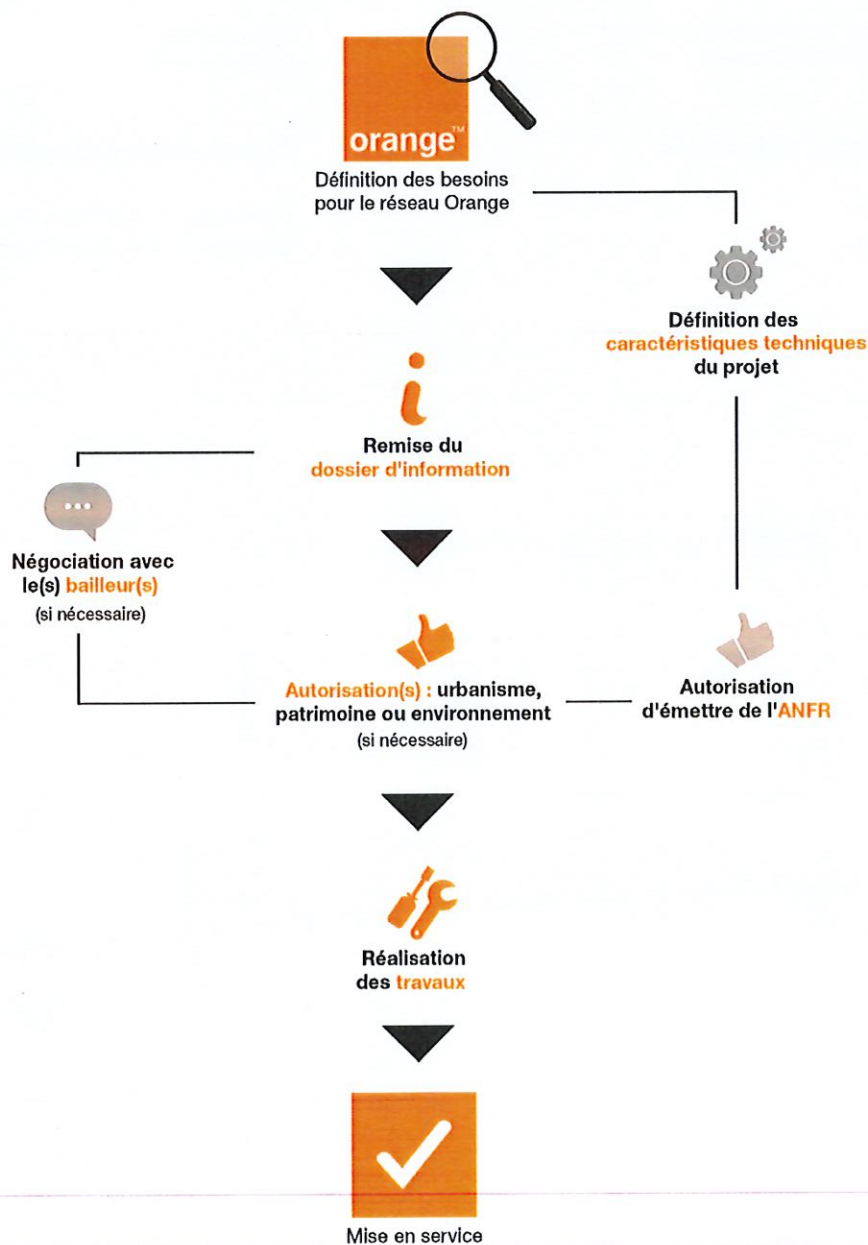 orange™
Définition des besoins
pour le réseau Orange
Définition des
caractéristiques techniques
du projet
Remise du
dossier d'information
Négociation avec
le(s) bailleur(s)
(si nécessaire)
Autorisation(s) : urbanisme,
patrimoine ou environnement
(si nécessaire)
Autorisation
d'émettre de l'ANFR
Réalisation
des travaux
Mise en service